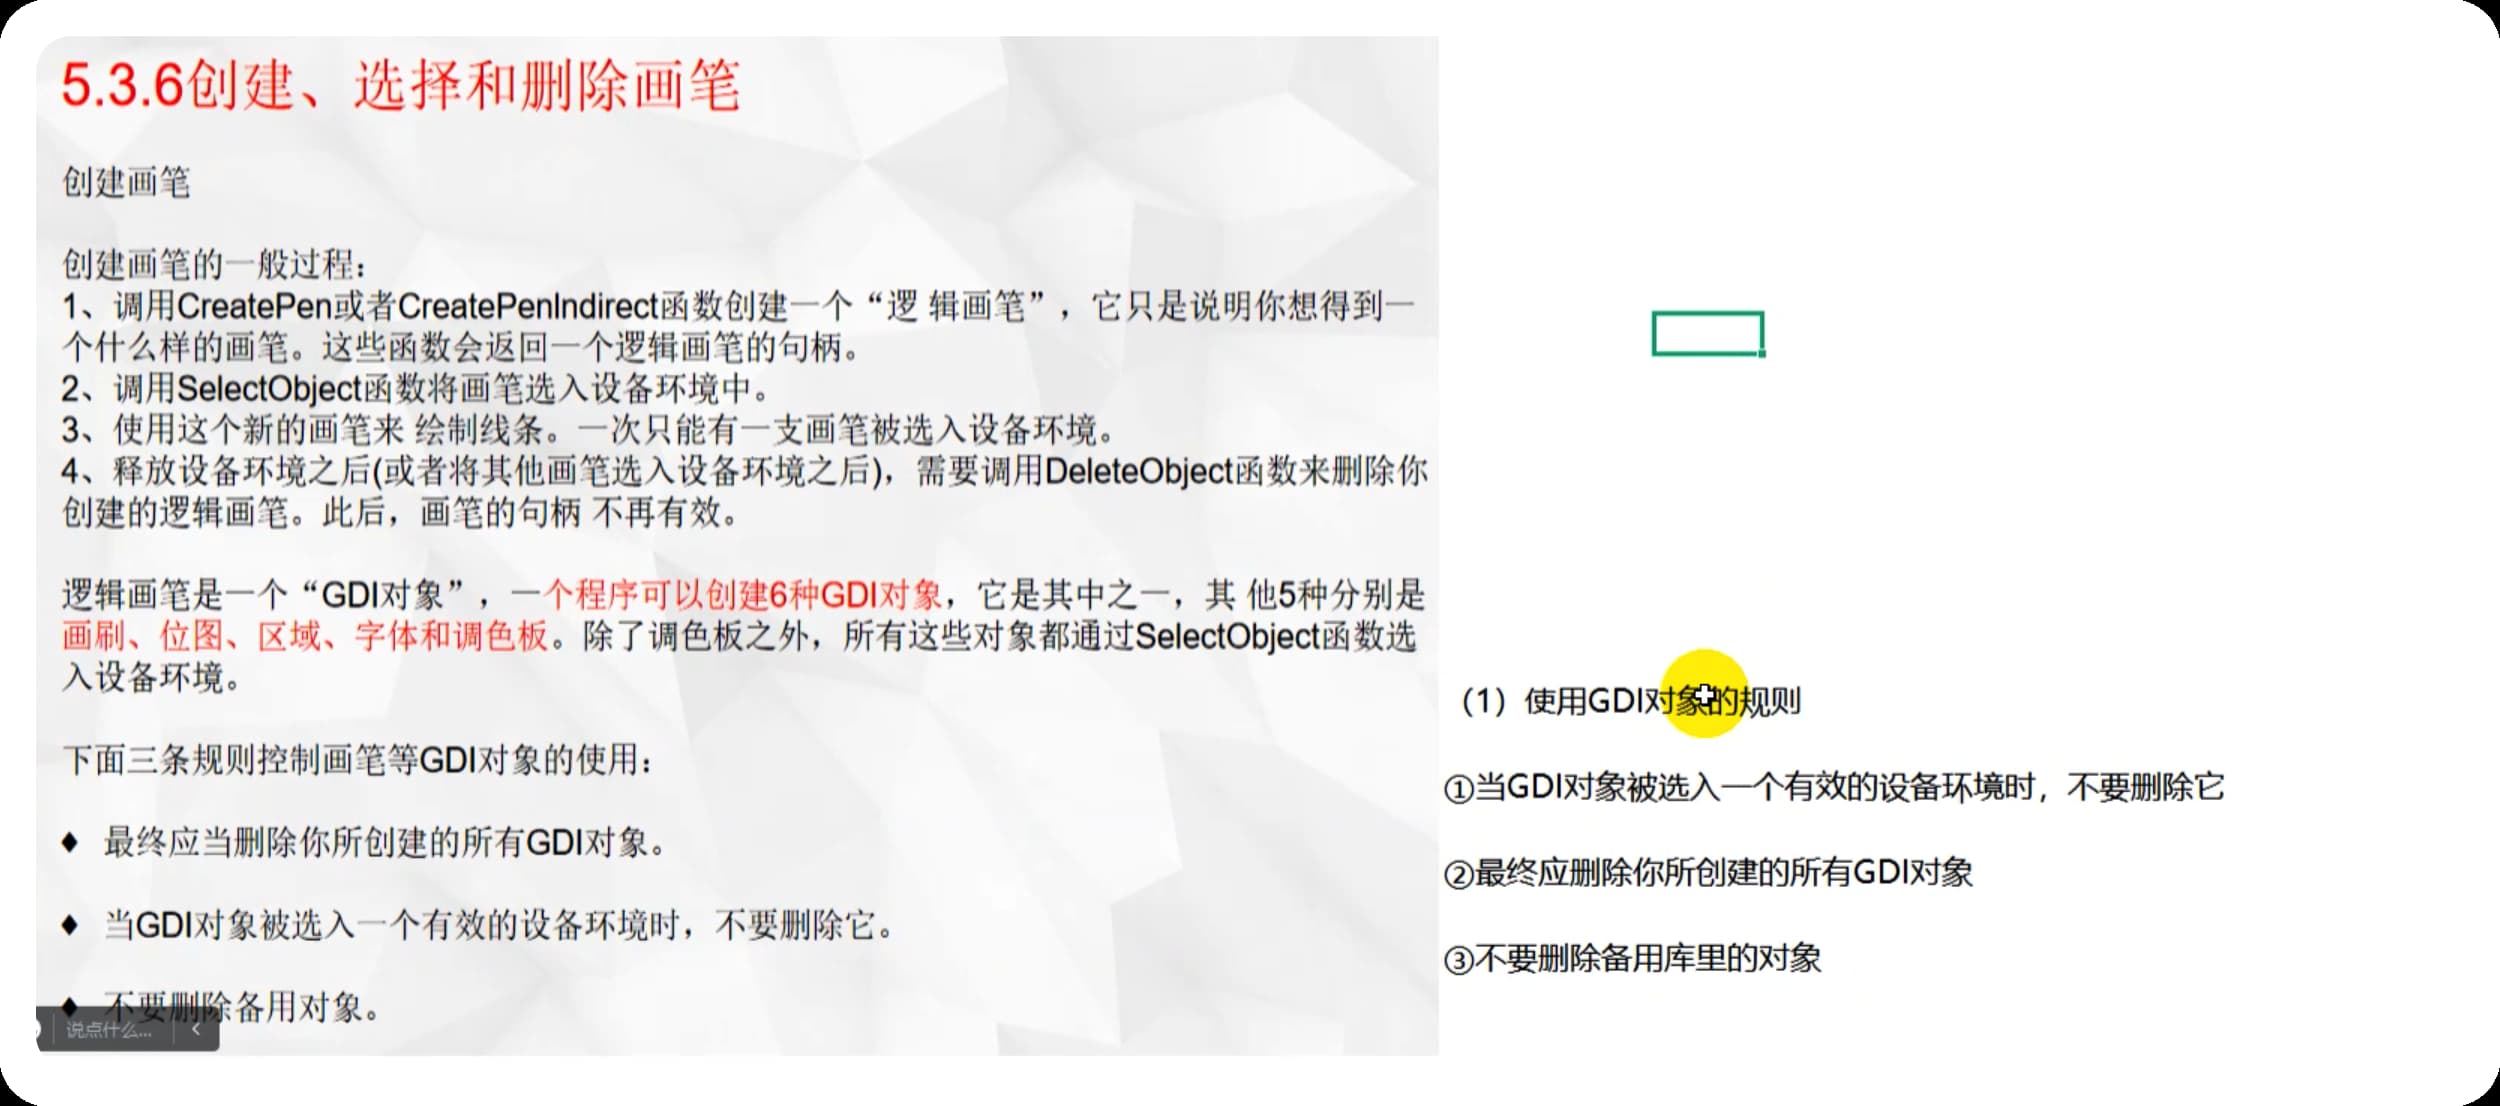 5.3.6创建、选择和删除画笔
创建画笔
创建画笔的一般过程：
1、调用CreatePen或者CreatePenIndirect函数创建一个“逻 辑画笔”，它只是说明你想得到一
个什么样的画笔。这些函数会返回一个逻辑画笔的句柄。
2、调用SelectObject函数将画笔选入设备环境中。
3、使用这个新的画笔来 绘制线条。一次只能有一支画笔被选入设备环境。
4、释放设备环境之后(或者将其他画笔选入设备环境之后)，需要调用DeleteObject函数来删除你
创建的逻辑画笔。此后，画笔的句柄 不再有效。
逻辑画笔是一个“GDI对象”，一个程序可以创建6种GDI对象，它是其中之一，其 他5种分别是
画刷、位图、区域、字体和调色板。除了调色板之外，所有这些对象都通过SelectObject函数选
入设备环境。
下面三条规则控制画笔等GDI对象的使用：
♦ 最终应当删除你所创建的所有GDI对象。
♦ 当GDI对象被选入一个有效的设备环境时，不要删除它。
♦ 不要删除备用对象。
说点什么...
（1）使用GDI对象的规则
①当GDI对象被选入一个有效的设备环境时，不要删除它
②最终应删除你所创建的所有GDI对象
③不要删除备用库里的对象